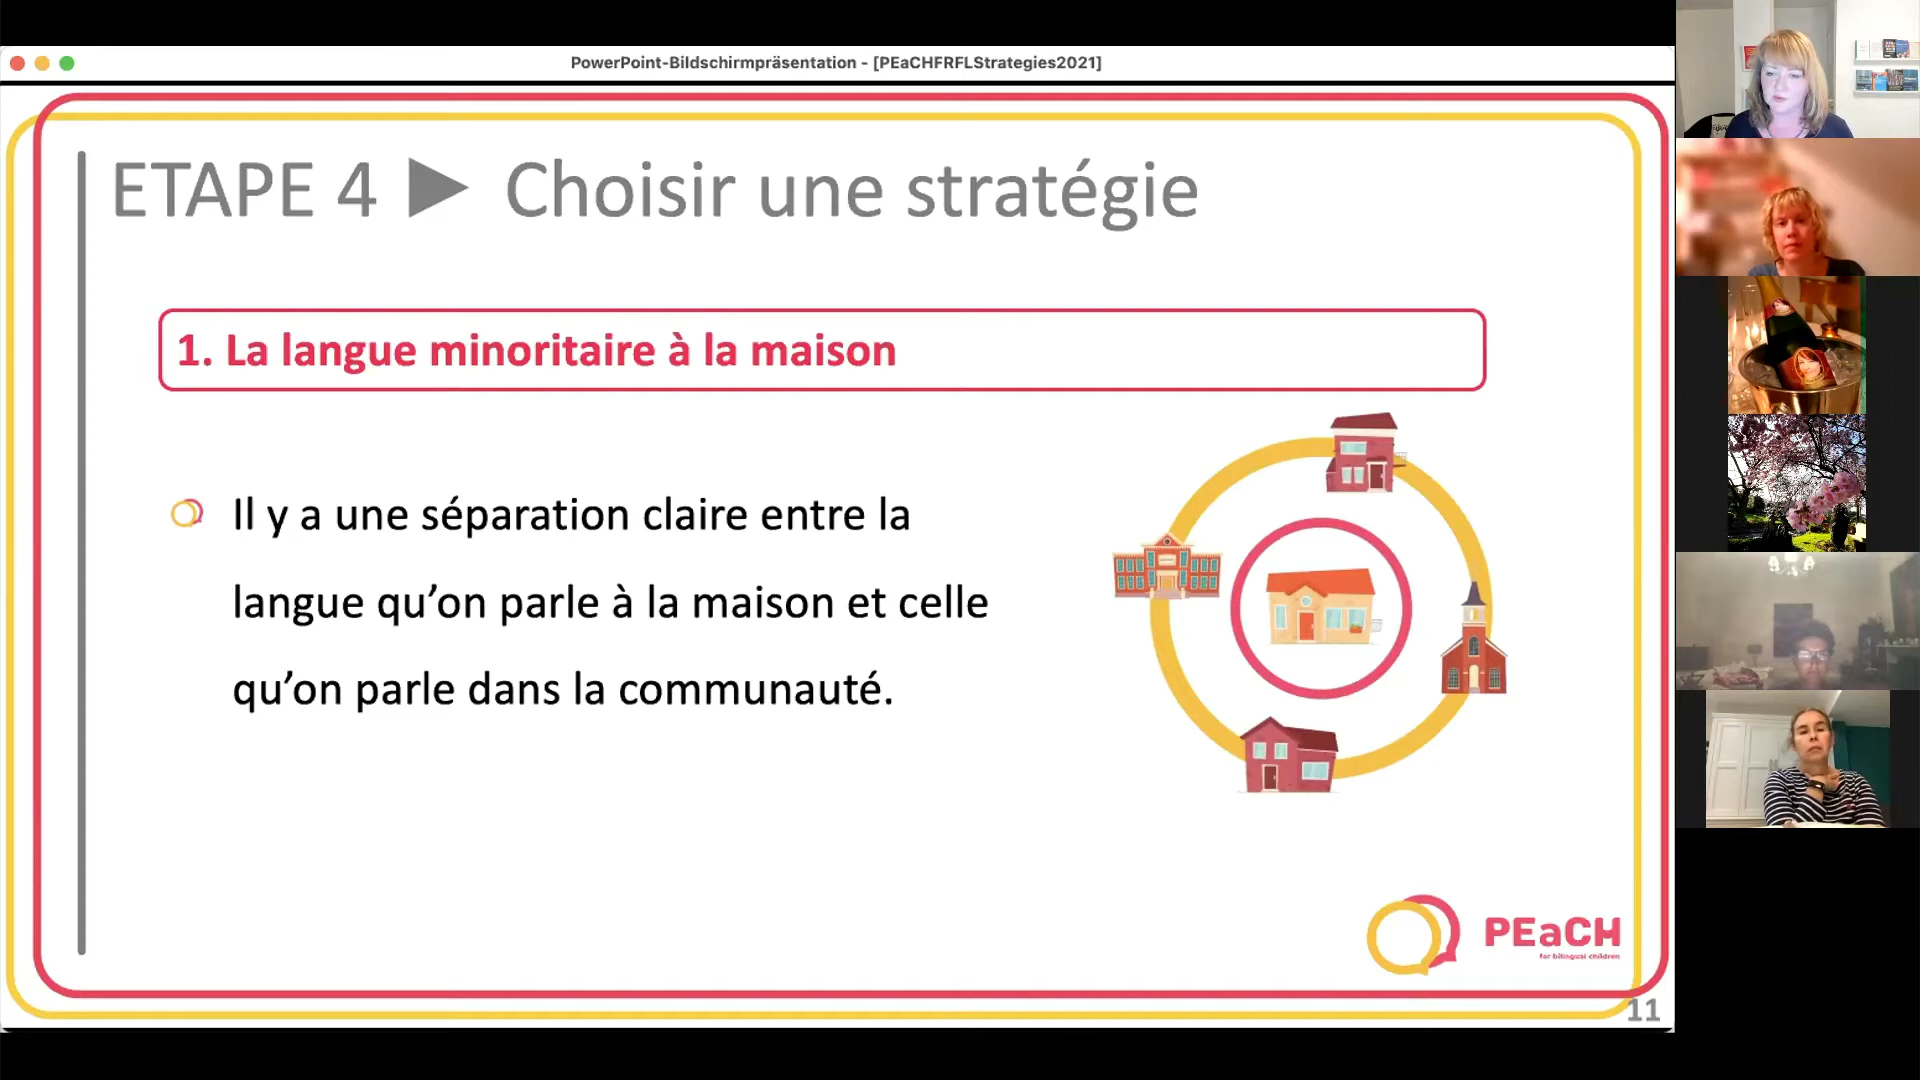 PowerPoint-Bildschirmpräsentation - [PEaCHFRFLStrategies2021]
ETAPE 4 ► Choisir une stratégie
1. La langue minoritaire à la maison
Il y a une séparation claire entre la
langue qu’on parle à la maison et celle
qu’on parle dans la communauté.
PEaCH
for bilingual children
11